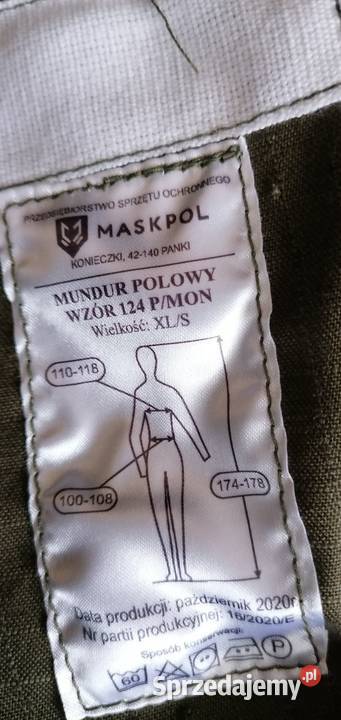 PRZEDSIĘBIORSTWO SPRZĘTU OCHRONNEGO
MASKPOL
KONIECZKI, 42-140 PANKI
MUNDUR POLOWY
WZÓR 124 P/MON
Wielkość: XL/S
110-118
100-108
174-178
Data produkcji: październik 2020r
Nr partii produkcyjnej: 16/2020/E
Sposób konserwacji:
60
P
Sprzedajemy.pl